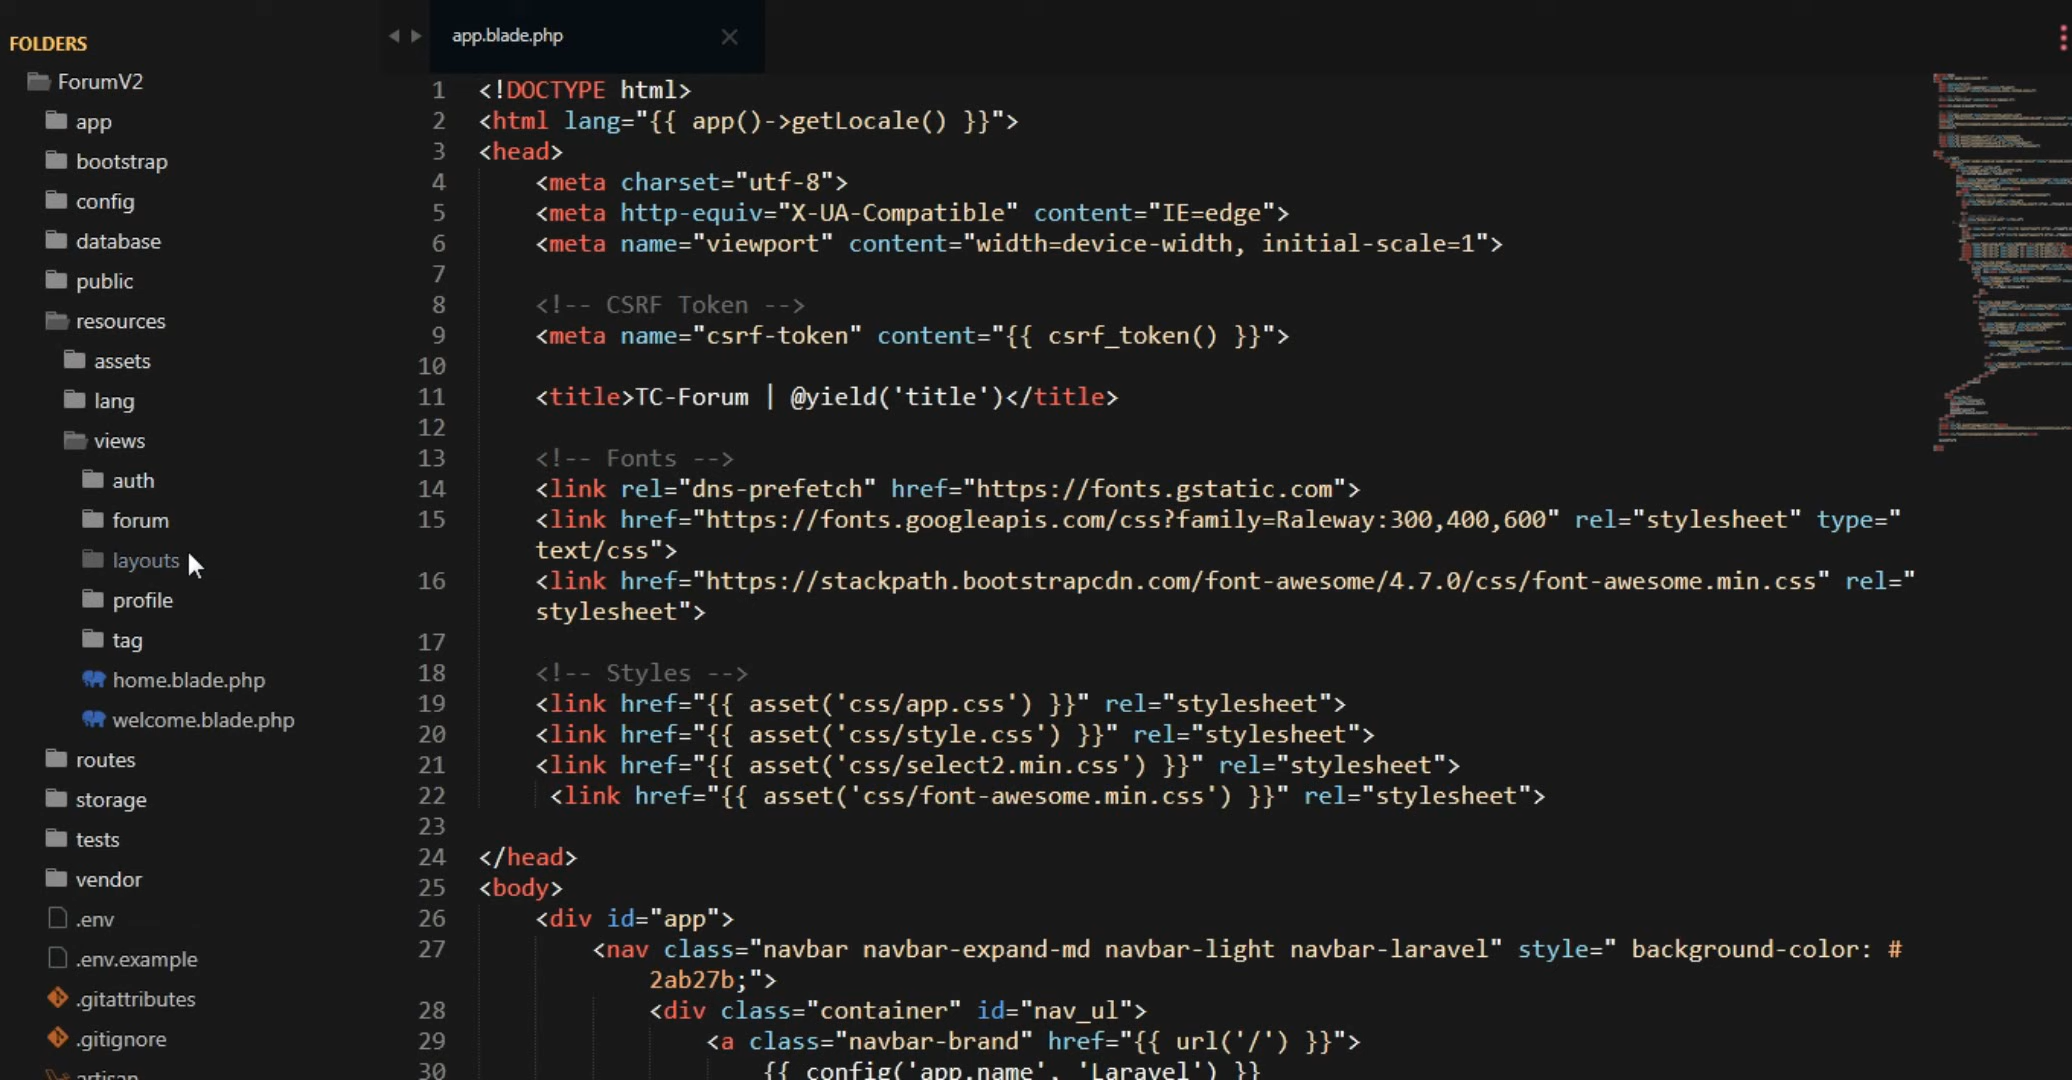 FOLDERS
ForumV2
app
bootstrap
config
database
public
resources
assets
lang
views
auth
forum
layouts
profile
tag
home.blade.php
welcome.blade.php
routes
storage
tests
vendor
.env
.env.example
.gitattributes
.gitignore
artisan
app.blade.php
1 <!DOCTYPE html>
2 <html lang="{{ app()->getLocale() }}">
3 <head>
4 <meta charset="utf-8">
5 <meta http-equiv="X-UA-Compatible" content="IE=edge">
6 <meta name="viewport" content="width=device-width, initial-scale=1">
7
8 <!-- CSRF Token -->
9 <meta name="csrf-token" content="{{ csrf_token() }}">
10
11 <title>TC-Forum | @yield('title')</title>
12
13 <!-- Fonts -->
14 <link rel="dns-prefetch" href="https://fonts.gstatic.com">
15 <link href="https://fonts.googleapis.com/css?family=Raleway:300,400,600" rel="stylesheet" type="
text/css">
16 <link href="https://stackpath.bootstrapcdn.com/font-awesome/4.7.0/css/font-awesome.min.css" rel="
stylesheet">
17
18 <!-- Styles -->
19 <link href="{{ asset('css/app.css') }}" rel="stylesheet">
20 <link href="{{ asset('css/style.css') }}" rel="stylesheet">
21 <link href="{{ asset('css/select2.min.css') }}" rel="stylesheet">
22 <link href="{{ asset('css/font-awesome.min.css') }}" rel="stylesheet">
23
24 </head>
25 <body>
26 <div id="app">
27 <nav class="navbar navbar-expand-md navbar-light navbar-laravel" style=" background-color: #
2ab27b;">
28 <div class="container" id="nav_ul">
29 <a class="navbar-brand" href="{{ url('/') }}">
30 {{ config('app.name', 'Laravel') }}